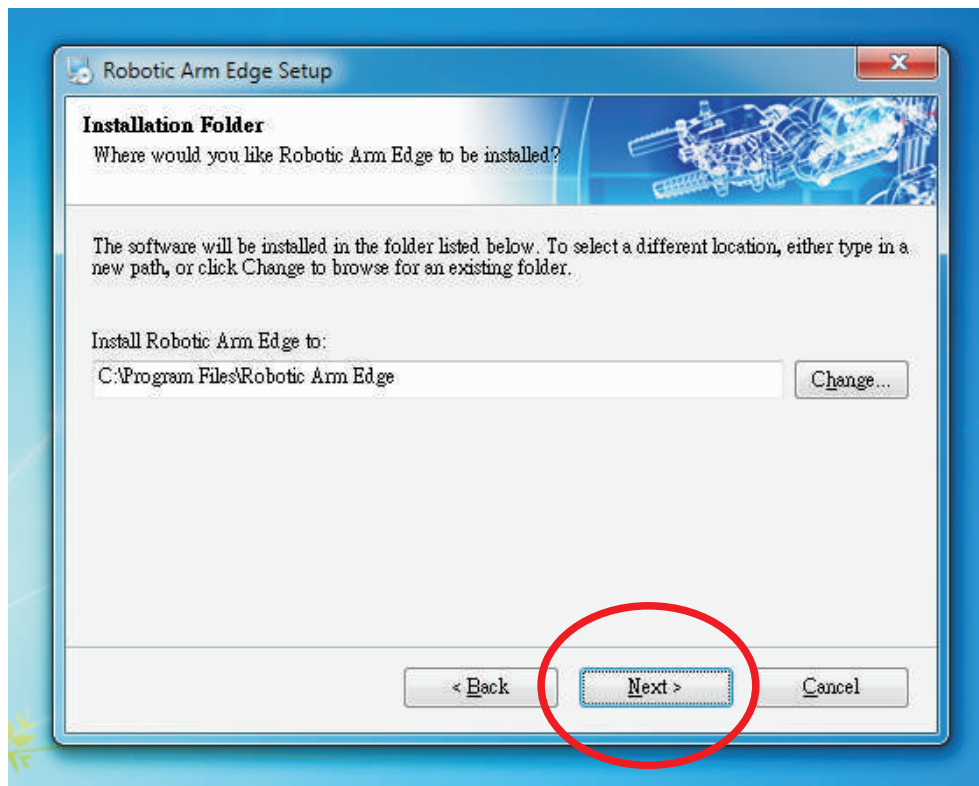 Robotic Arm Edge Setup
X
Installation Folder
Where would you like Robotic Arm Edge to be installed?
The software will be installed in the folder listed below. To select a different location, either type in a
new path, or click Change to browse for an existing folder.
Install Robotic Arm Edge to:
C:\Program Files\Robotic Arm Edge
Change...
< Back
Next >
Cancel